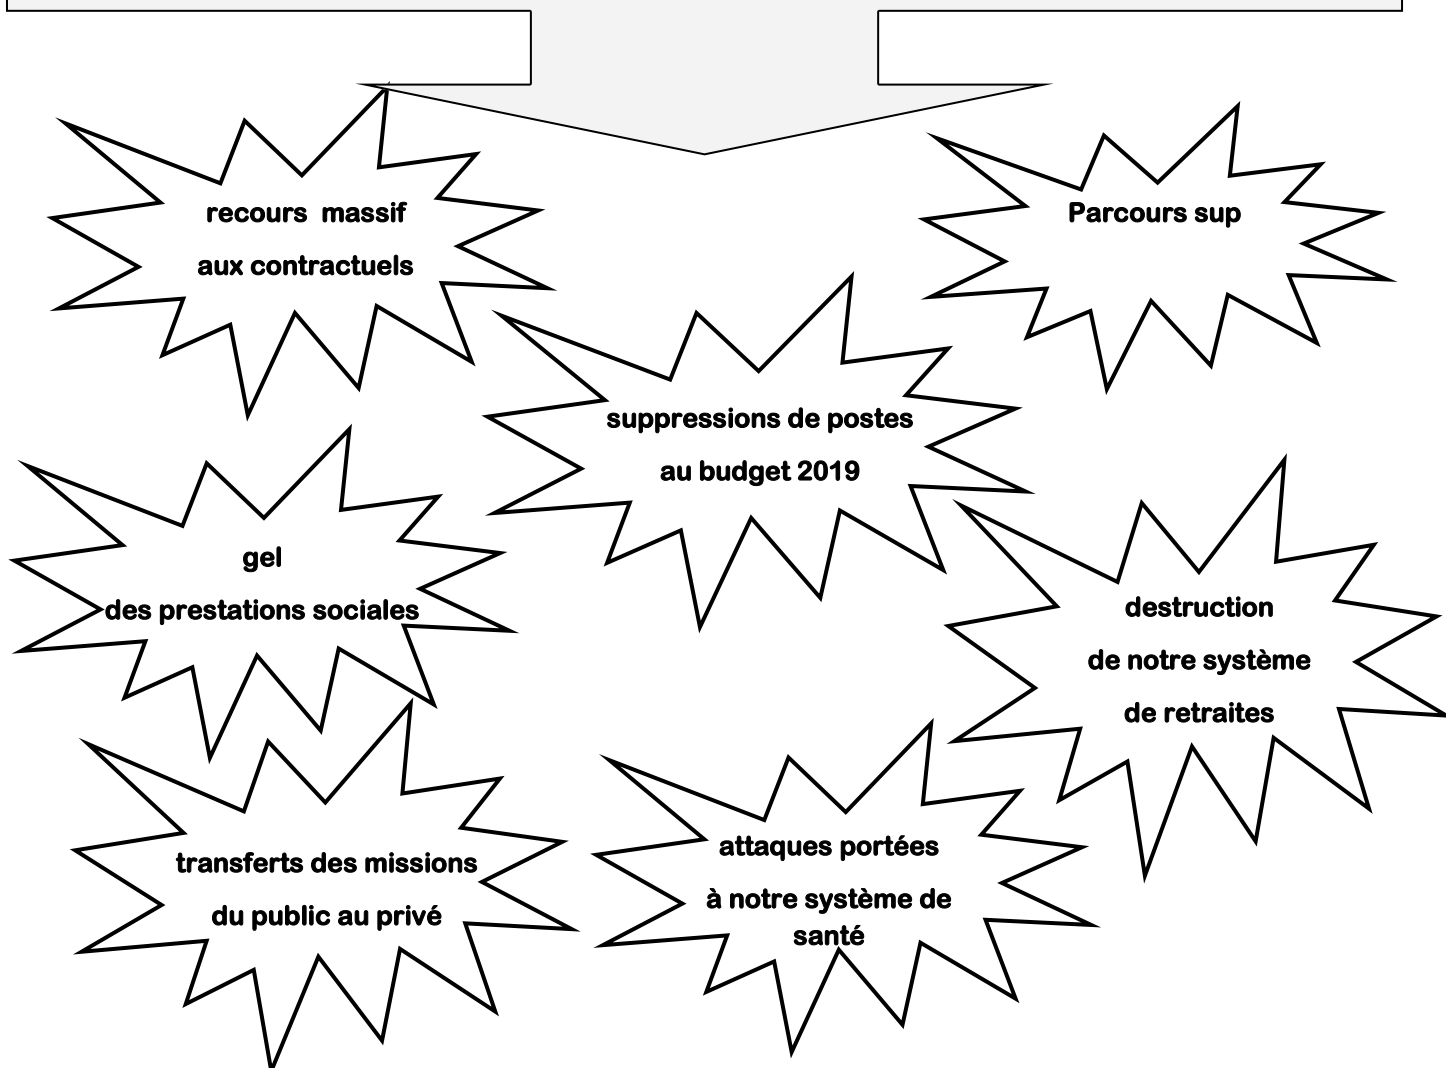 recours massif
aux contractuels
Parcours sup
suppressions de postes
au budget 2019
gel
des prestations sociales
destruction
de notre système
de retraites
transferts des missions
du public au privé
attaques portées
à notre système de
santé